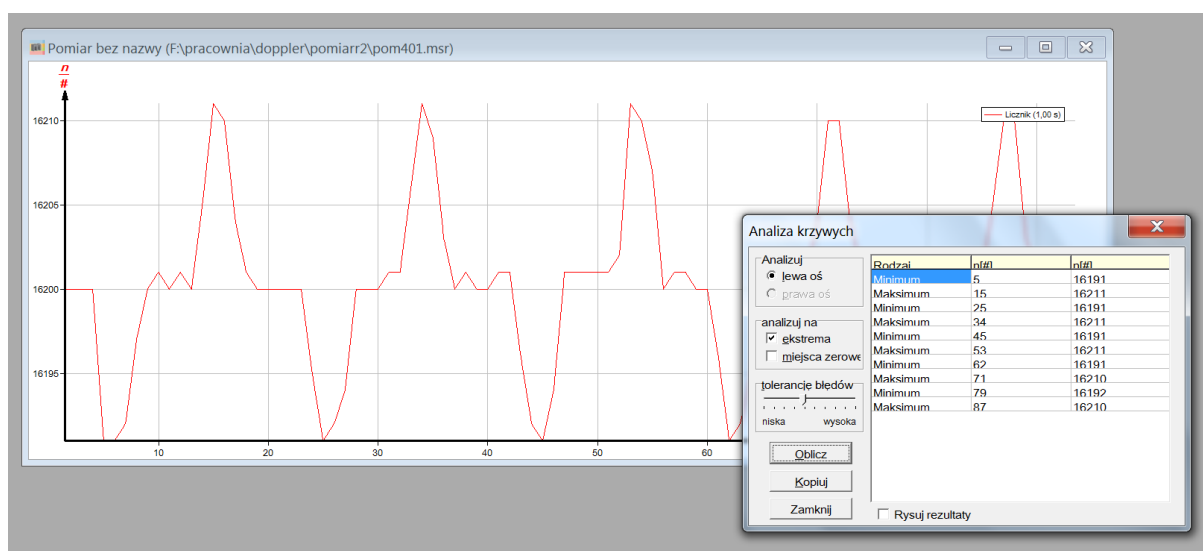 Pomiar bez nazwy (F:\pracownia\doppler\pomiarr2\pom401.msr)
n
#
Licznik (1,00 s)
16210
16205
16200
16195
10 20 30 40 50 60
Analiza krzywych
Analizuj
lewa oś
prawa oś
analizuj na
ekstrema
miejsca zerowe
tolerancję błędów
niska wysoka
Oblicz
Kopiuj
Zamknij
Rodzaj n[#] n[#]
Minimum 5 16191
Maksimum 15 16211
Minimum 25 16191
Maksimum 34 16211
Minimum 45 16191
Maksimum 53 16211
Minimum 62 16191
Maksimum 71 16210
Minimum 79 16192
Maksimum 87 16210
Rysuj rezultaty